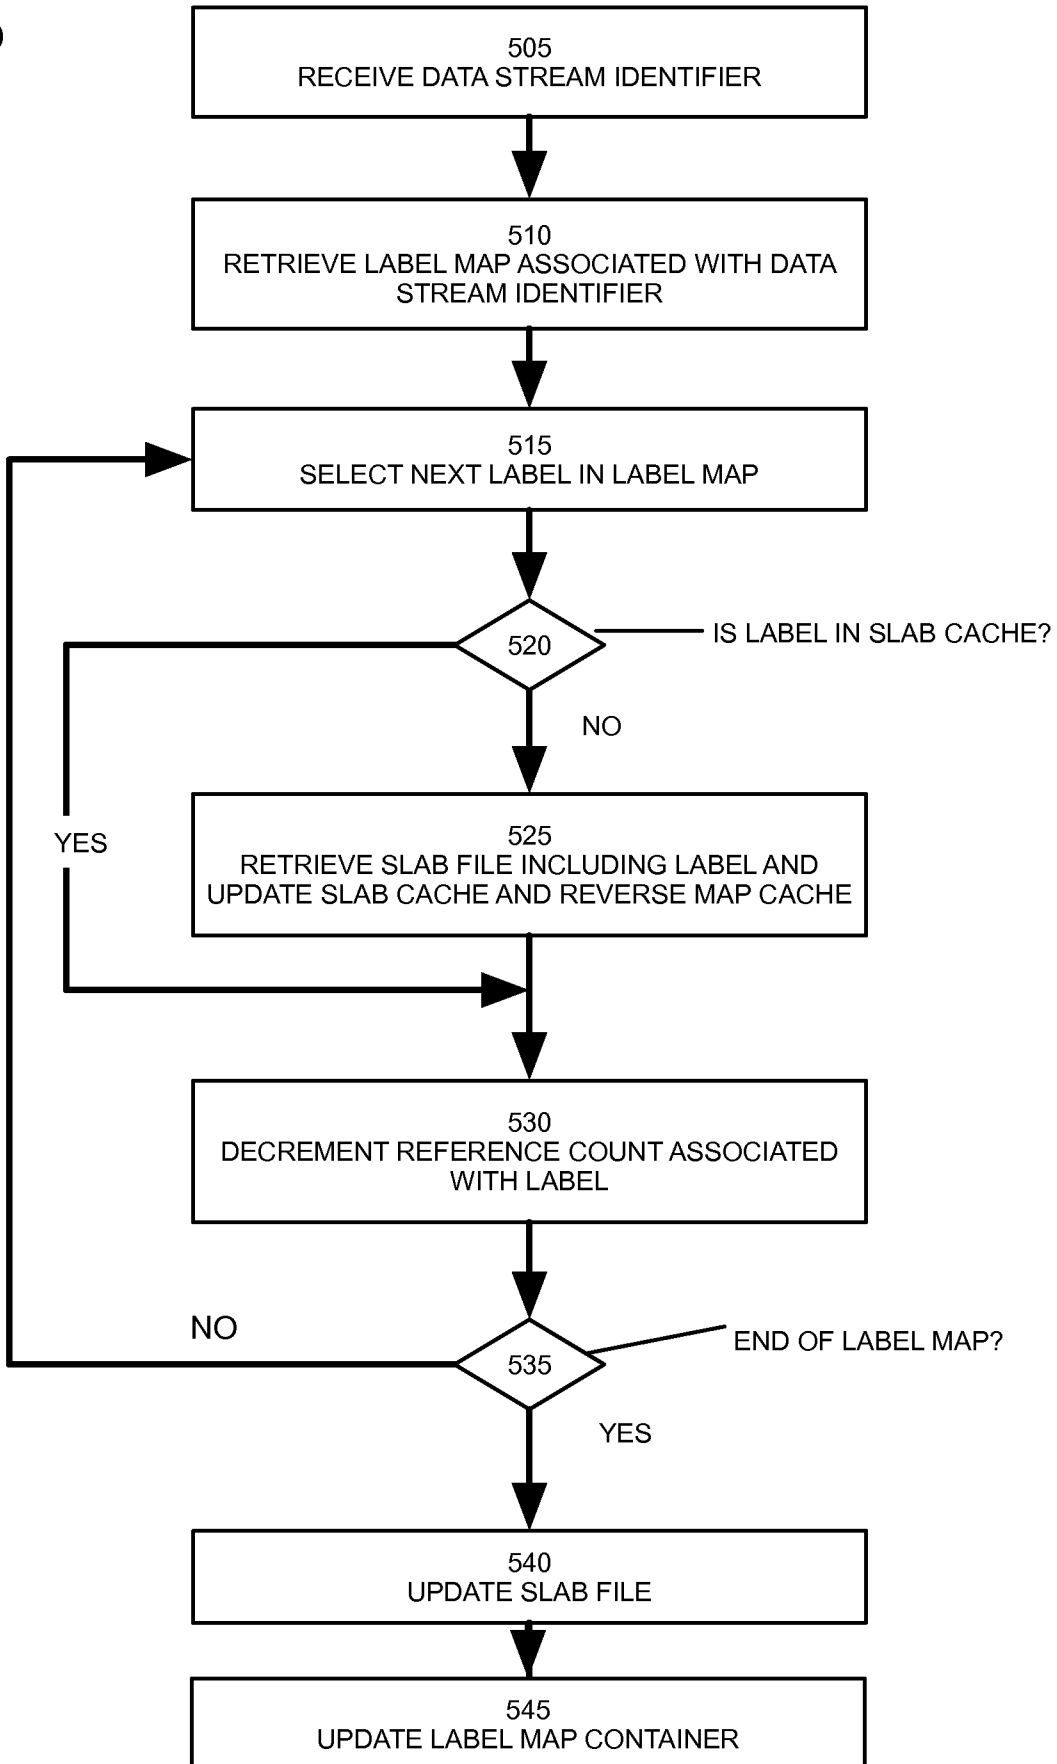 505
RECEIVE DATA STREAM IDENTIFIER
510
RETRIEVE LABEL MAP ASSOCIATED WITH DATA
STREAM IDENTIFIER
515
SELECT NEXT LABEL IN LABEL MAP
520
IS LABEL IN SLAB CACHE?
NO
YES
525
RETRIEVE SLAB FILE INCLUDING LABEL AND
UPDATE SLAB CACHE AND REVERSE MAP CACHE
530
DECREMENT REFERENCE COUNT ASSOCIATED
WITH LABEL
NO
535
END OF LABEL MAP?
YES
540
UPDATE SLAB FILE
545
UPDATE LABEL MAP CONTAINER